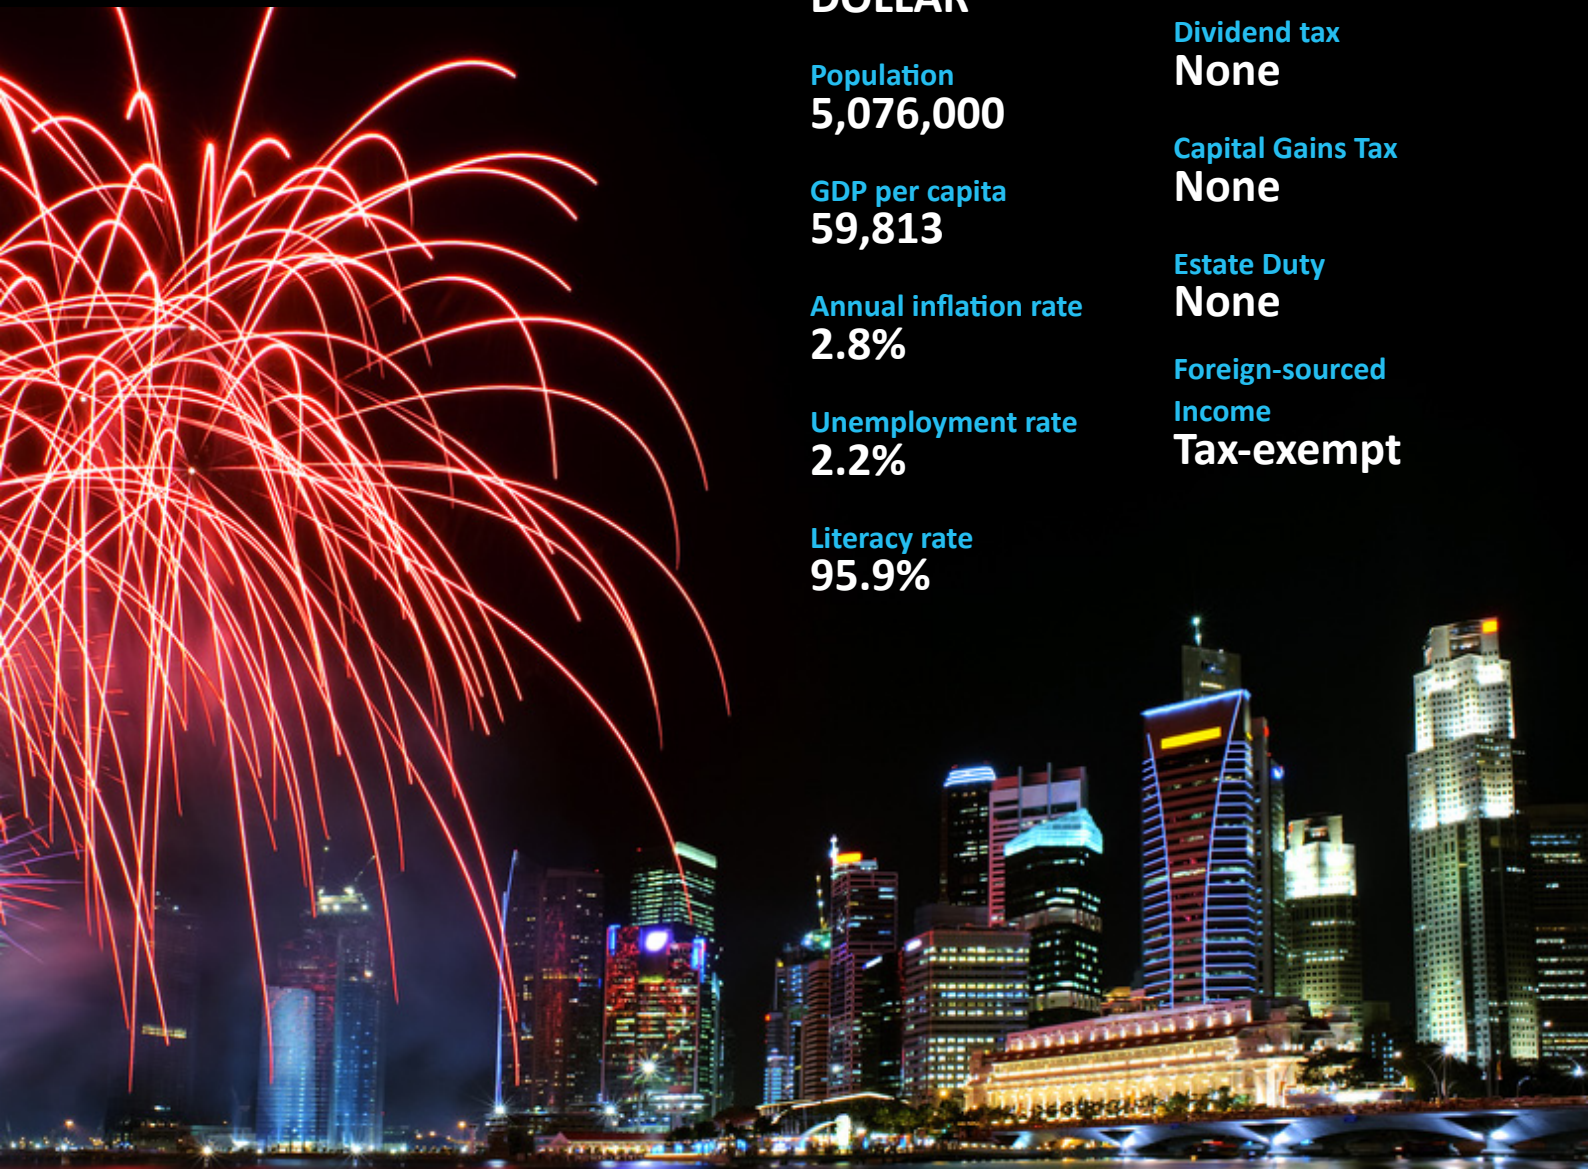 DOLLAR
Population
5,076,000
GDP per capita
59,813
Annual inflation rate
2.8%
Unemployment rate
2.2%
Literacy rate
95.9%
Dividend tax
None
Capital Gains Tax
None
Estate Duty
None
Foreign-sourced
Income
Tax-exempt